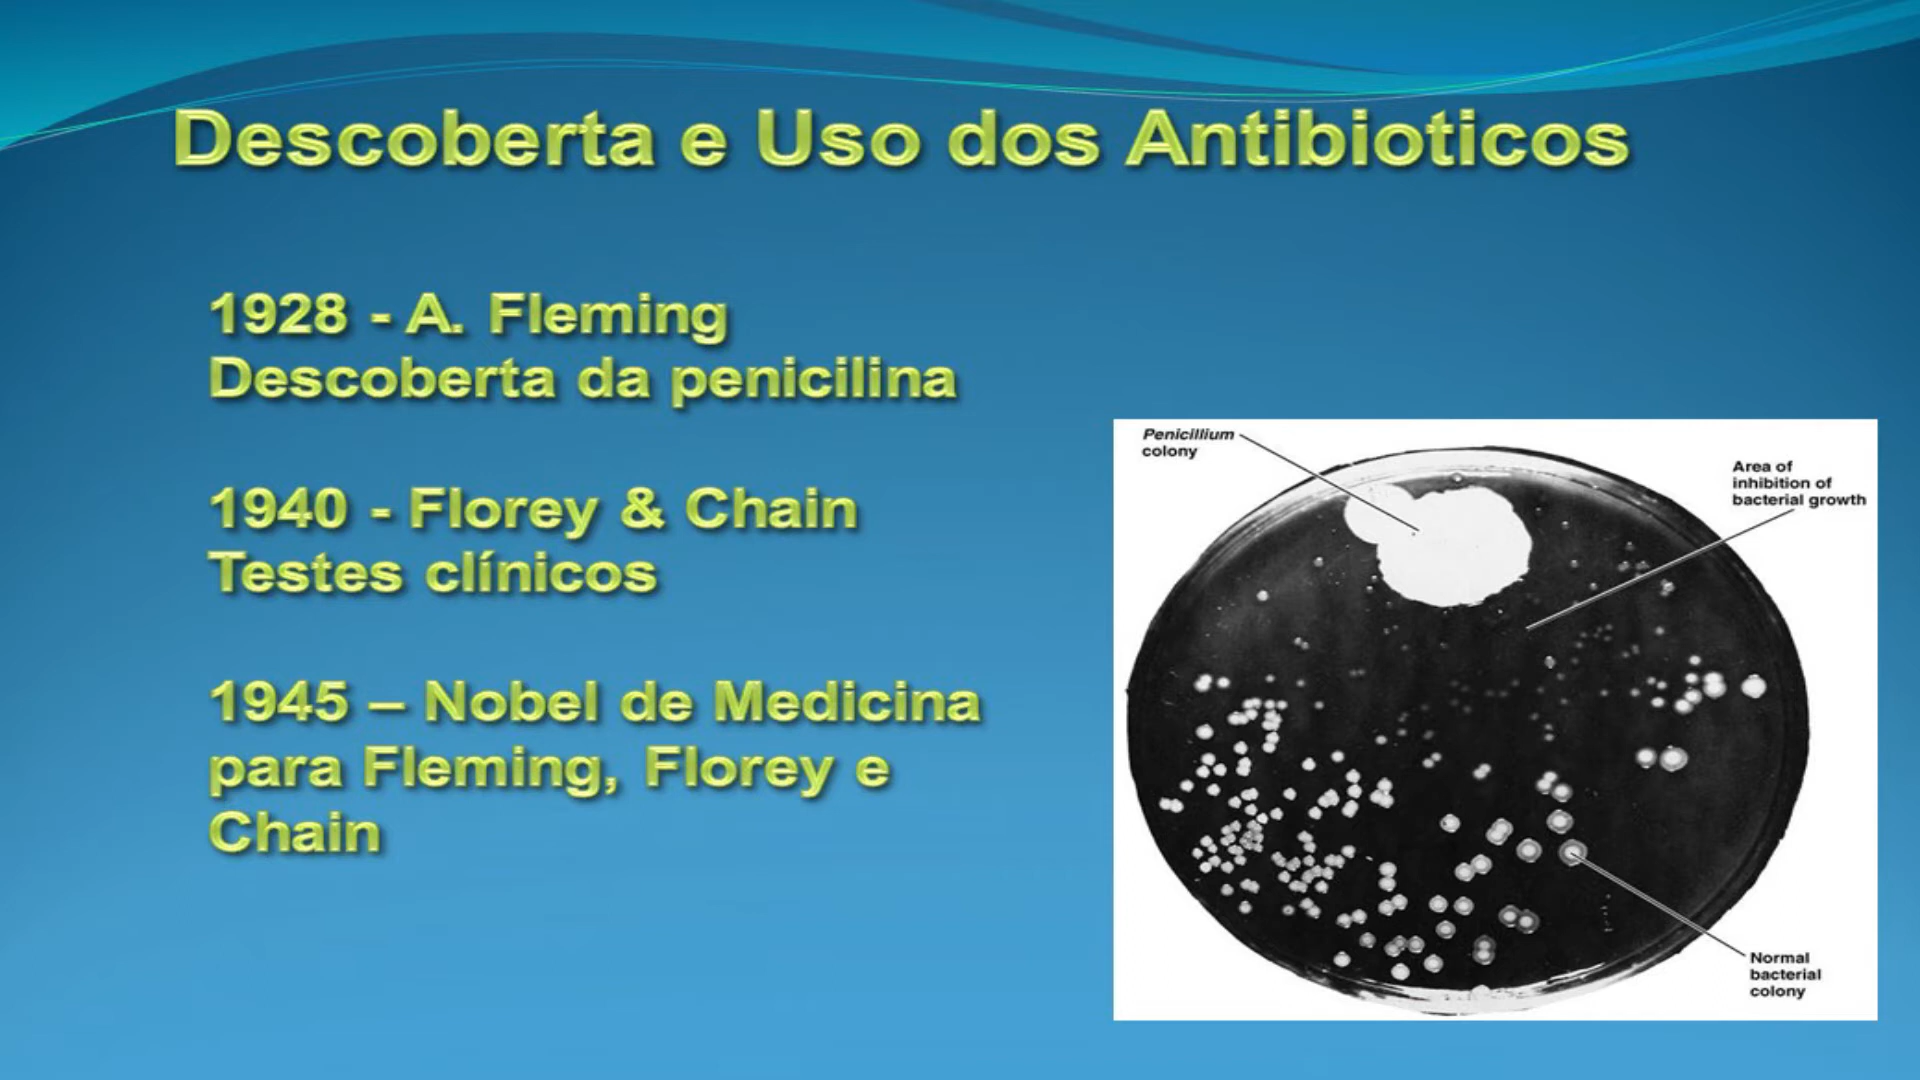 Descoberta e Uso dos Antibioticos
1928 - A. Fleming
Descoberta da penicilina
1940 - Florey & Chain
Testes clínicos
1945 – Nobel de Medicina
para Fleming, Florey e
Chain
Penicillium
colony
Area of
inhibition of
bacterial growth
Normal
bacterial
colony